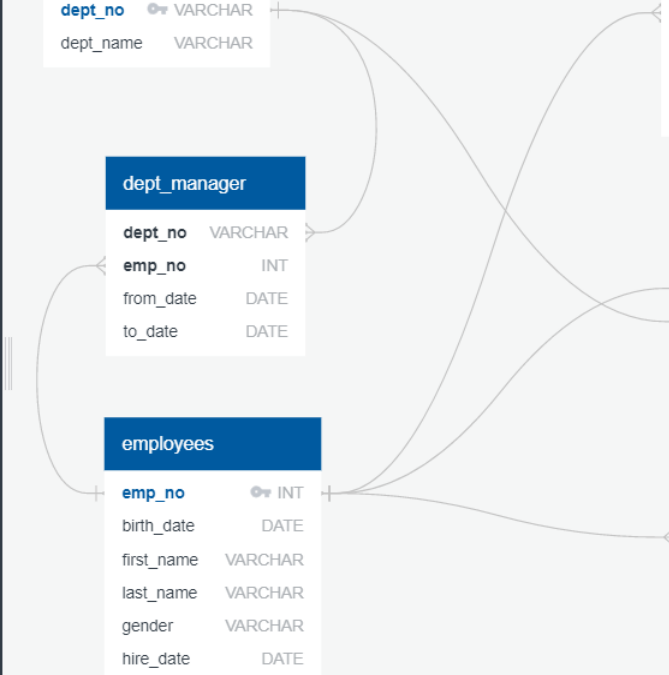 dept_no VARCHAR
dept_name VARCHAR
dept_manager
dept_no VARCHAR
emp_no INT
from_date DATE
to_date DATE
employees
emp_no INT
birth_date DATE
first_name VARCHAR
last_name VARCHAR
gender VARCHAR
hire_date DATE